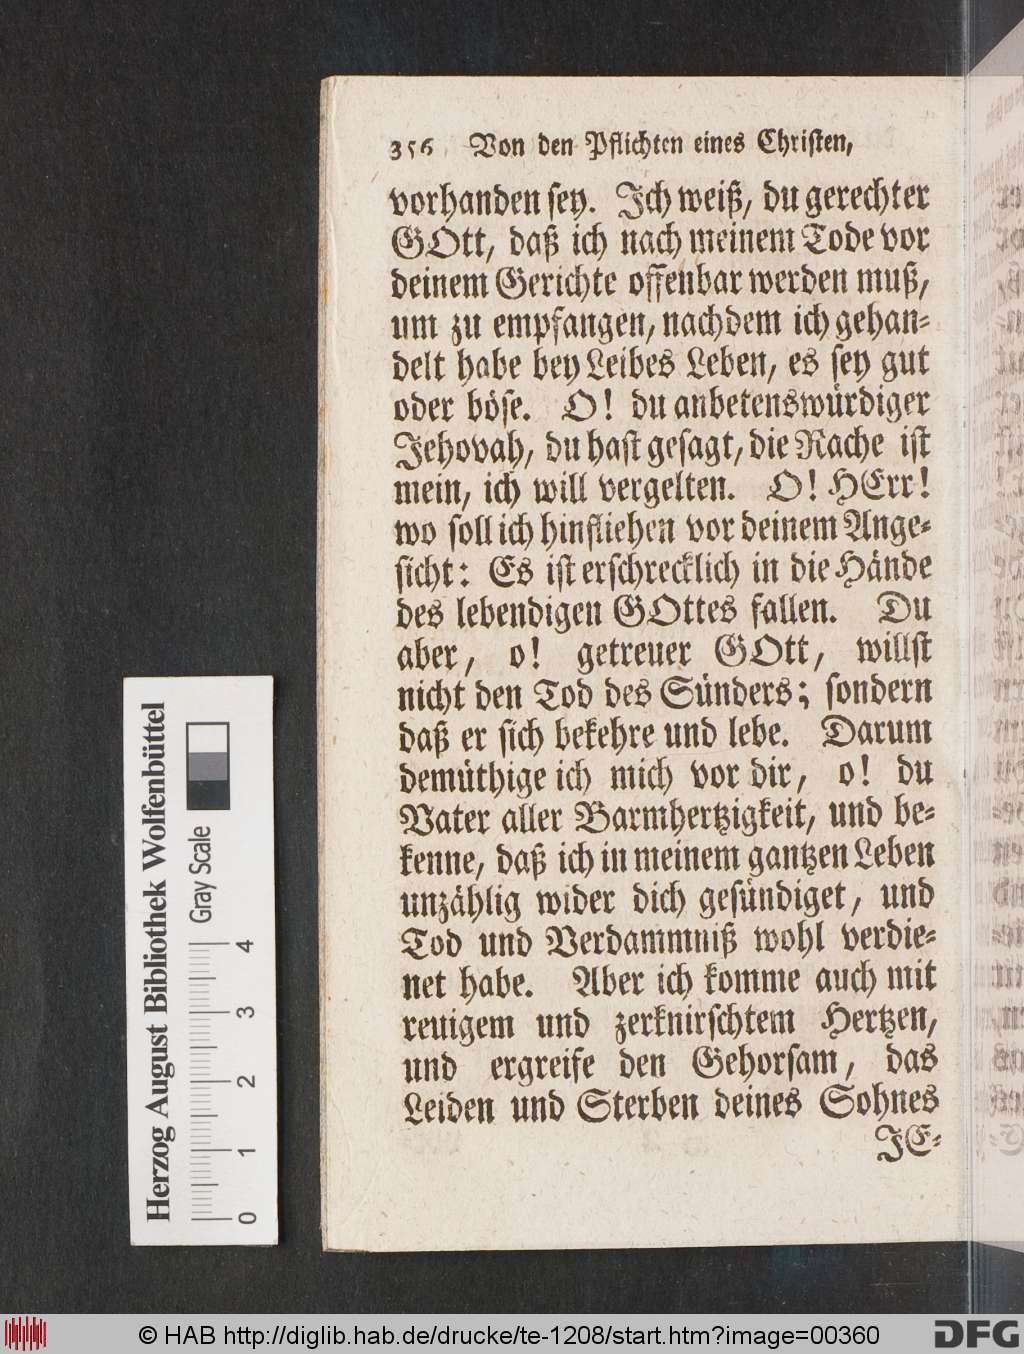 356 Von den Pflichten eines Christen,
vorhanden sey. Ich weiß, du gerechter
GOtt, daß ich nach meinem Tode vor
deinem Gerichte offenbar werden muß,
um zu empfangen, nachdem ich gehan-
delt habe bey Leibes Leben, es sey gut
oder böse. O! du anbetenswürdiger
Jehovah, du hast gesagt, die Rache ist
mein, ich will vergelten. O! HErr!
wo soll ich hinfliehen vor deinem Ange-
sicht: Es ist erschrecklich in die Hände
des lebendigen GOttes fallen. Du
aber, o! getreuer GOtt, willst
nicht den Tod des Sünders; sondern
daß er sich bekehre und lebe. Darum
demüthige ich mich vor dir, o! du
Vater aller Barmhertzigkeit, und be-
kenne, daß ich in meinem gantzen Leben
unzählig wider dich gesündiget, und
Tod und Verdammniß wohl verdie-
net habe. Aber ich komme auch mit
reuigem und zerknirschtem Hertzen,
und ergreife den Gehorsam, das
Leiden und Sterben deines Sohnes
JE-
Herzog August Bibliothek Wolfenbüttel
Gray Scale
0 1 2 3 4
© HAB http://diglib.hab.de/drucke/te-1208/start.htm?image=00360
DFG